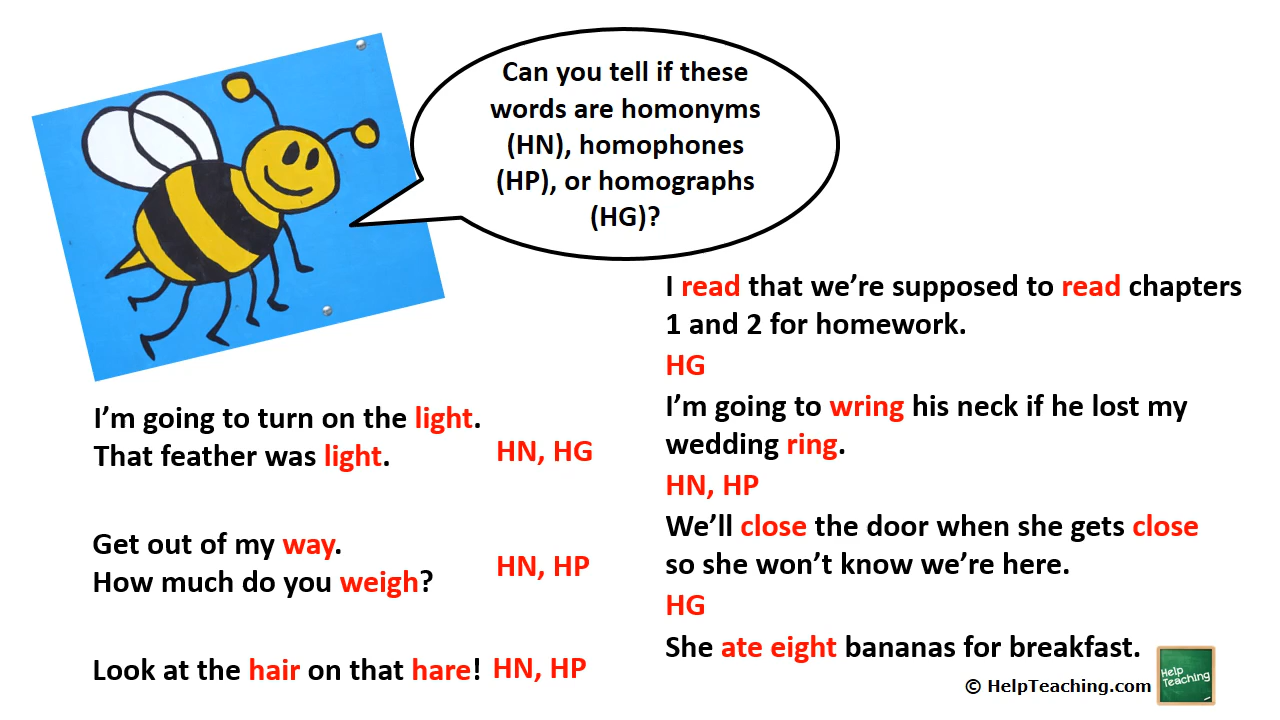 Can you tell if these
words are homonyms
(HN), homophones
(HP), or homographs
(HG)?
I'm going to turn on the light.
That feather was light.
HN, HG
Get out of my way.
How much do you weigh?
HN, HP
Look at the hair on that hare! HN, HP
I read that we're supposed to read chapters
1 and 2 for homework.
HG
I'm going to wring his neck if he lost my
wedding ring.
HN, HP
We'll close the door when she gets close
so she won't know we're here.
HG
She ate eight bananas for breakfast.
© HelpTeaching.com
Help
Teaching